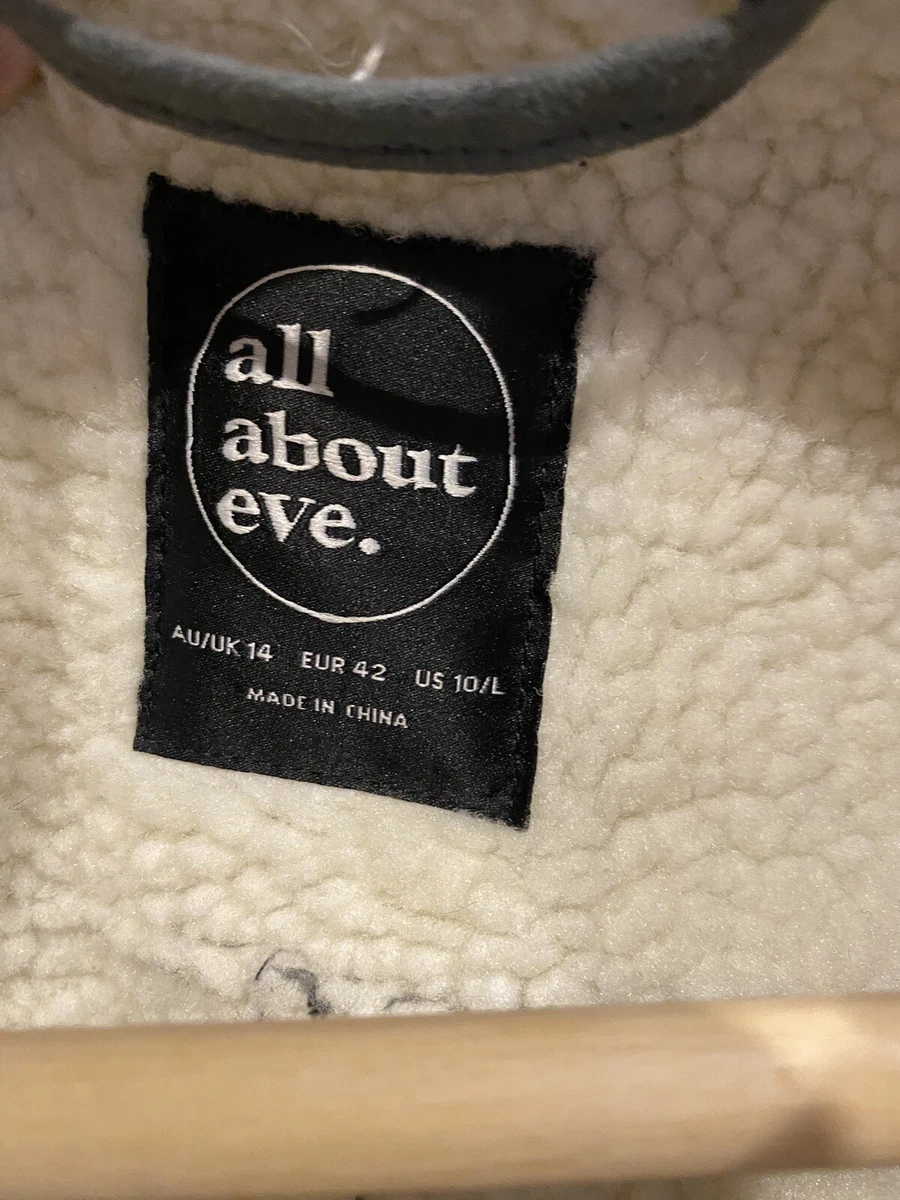 all
about
eve.
AU/UK 14 EUR 42 US 10/L
MADE IN CHINA